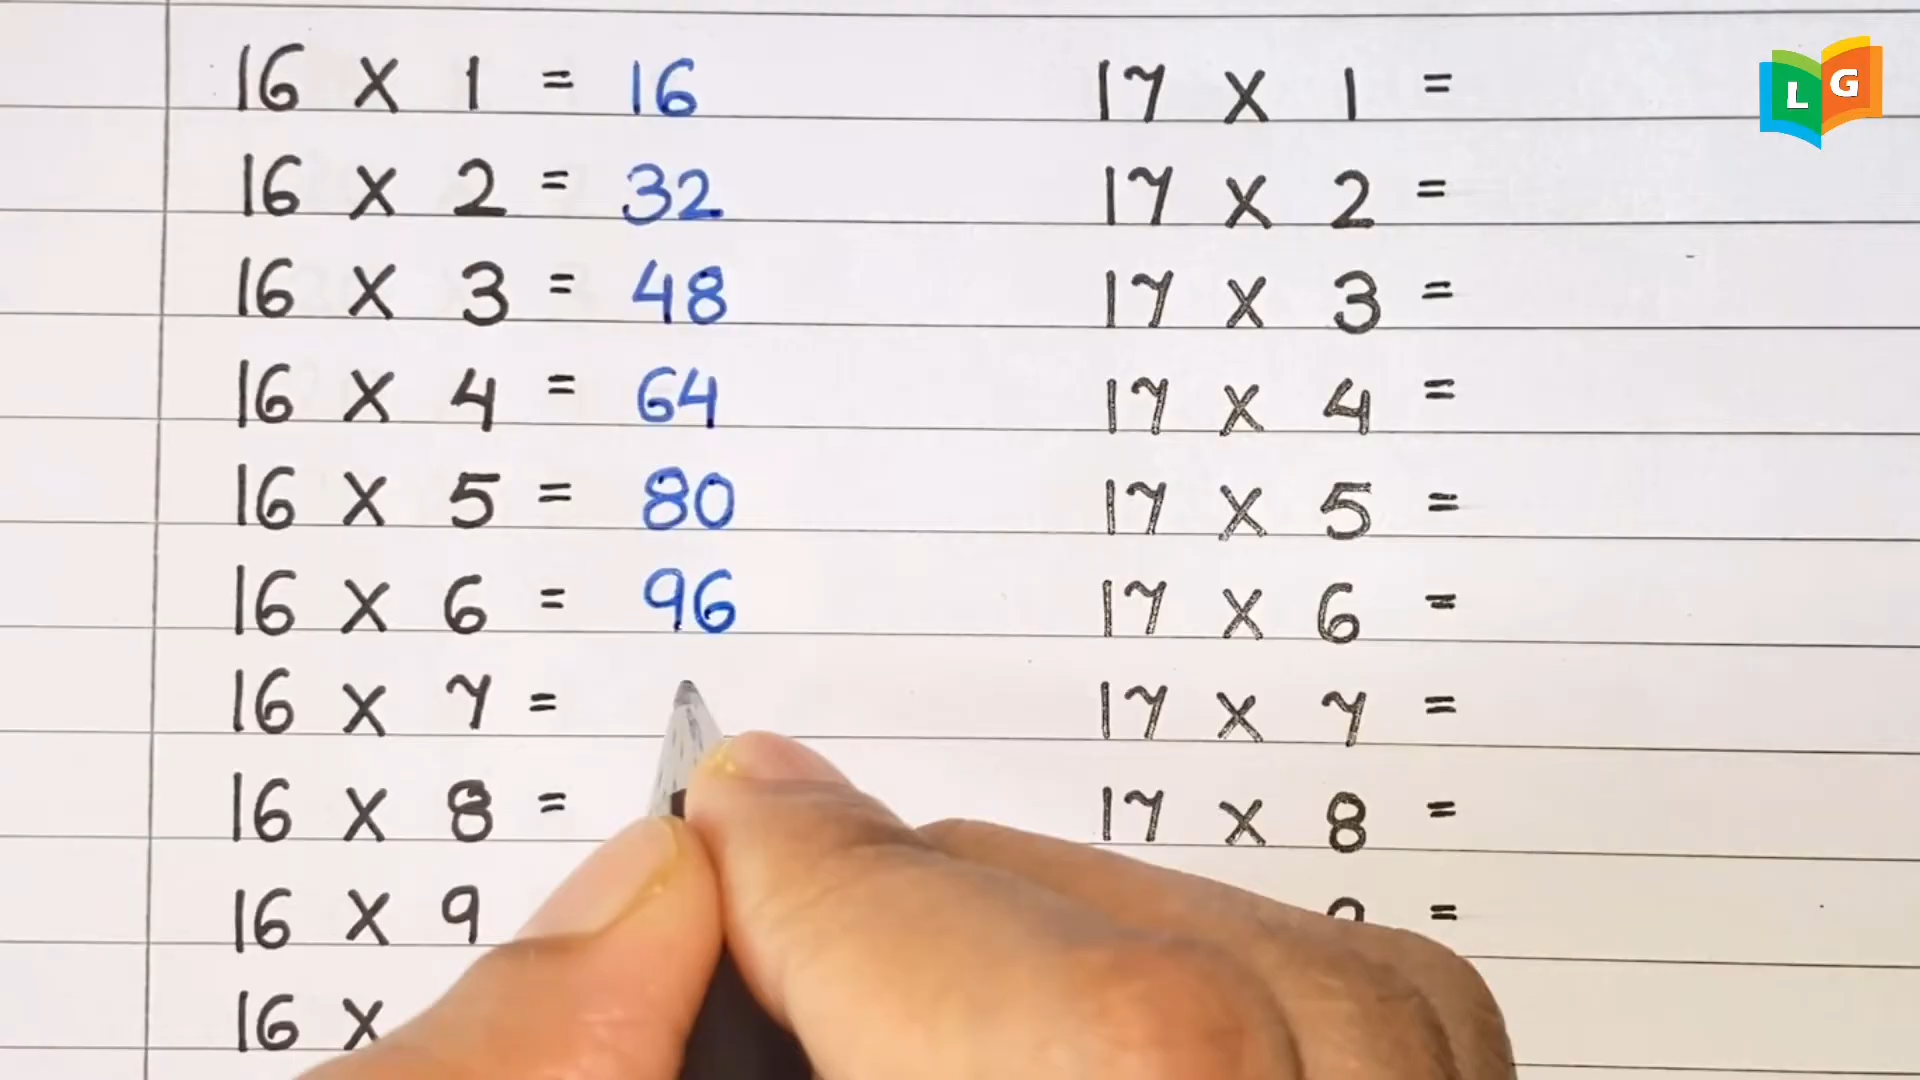 16 X 1 = 16
16 X 2 = 32
16 X 3 = 48
16 X 4 = 64
16 X 5 = 80
16 X 6 = 96
16 X 7 =
16 X 8 =
16 X 9
16 X
17 X 1 =
17 X 2 =
17 X 3 =
17 X 4 =
17 X 5 =
17 X 6 =
17 X 7 =
17 X 8 =
=
L G